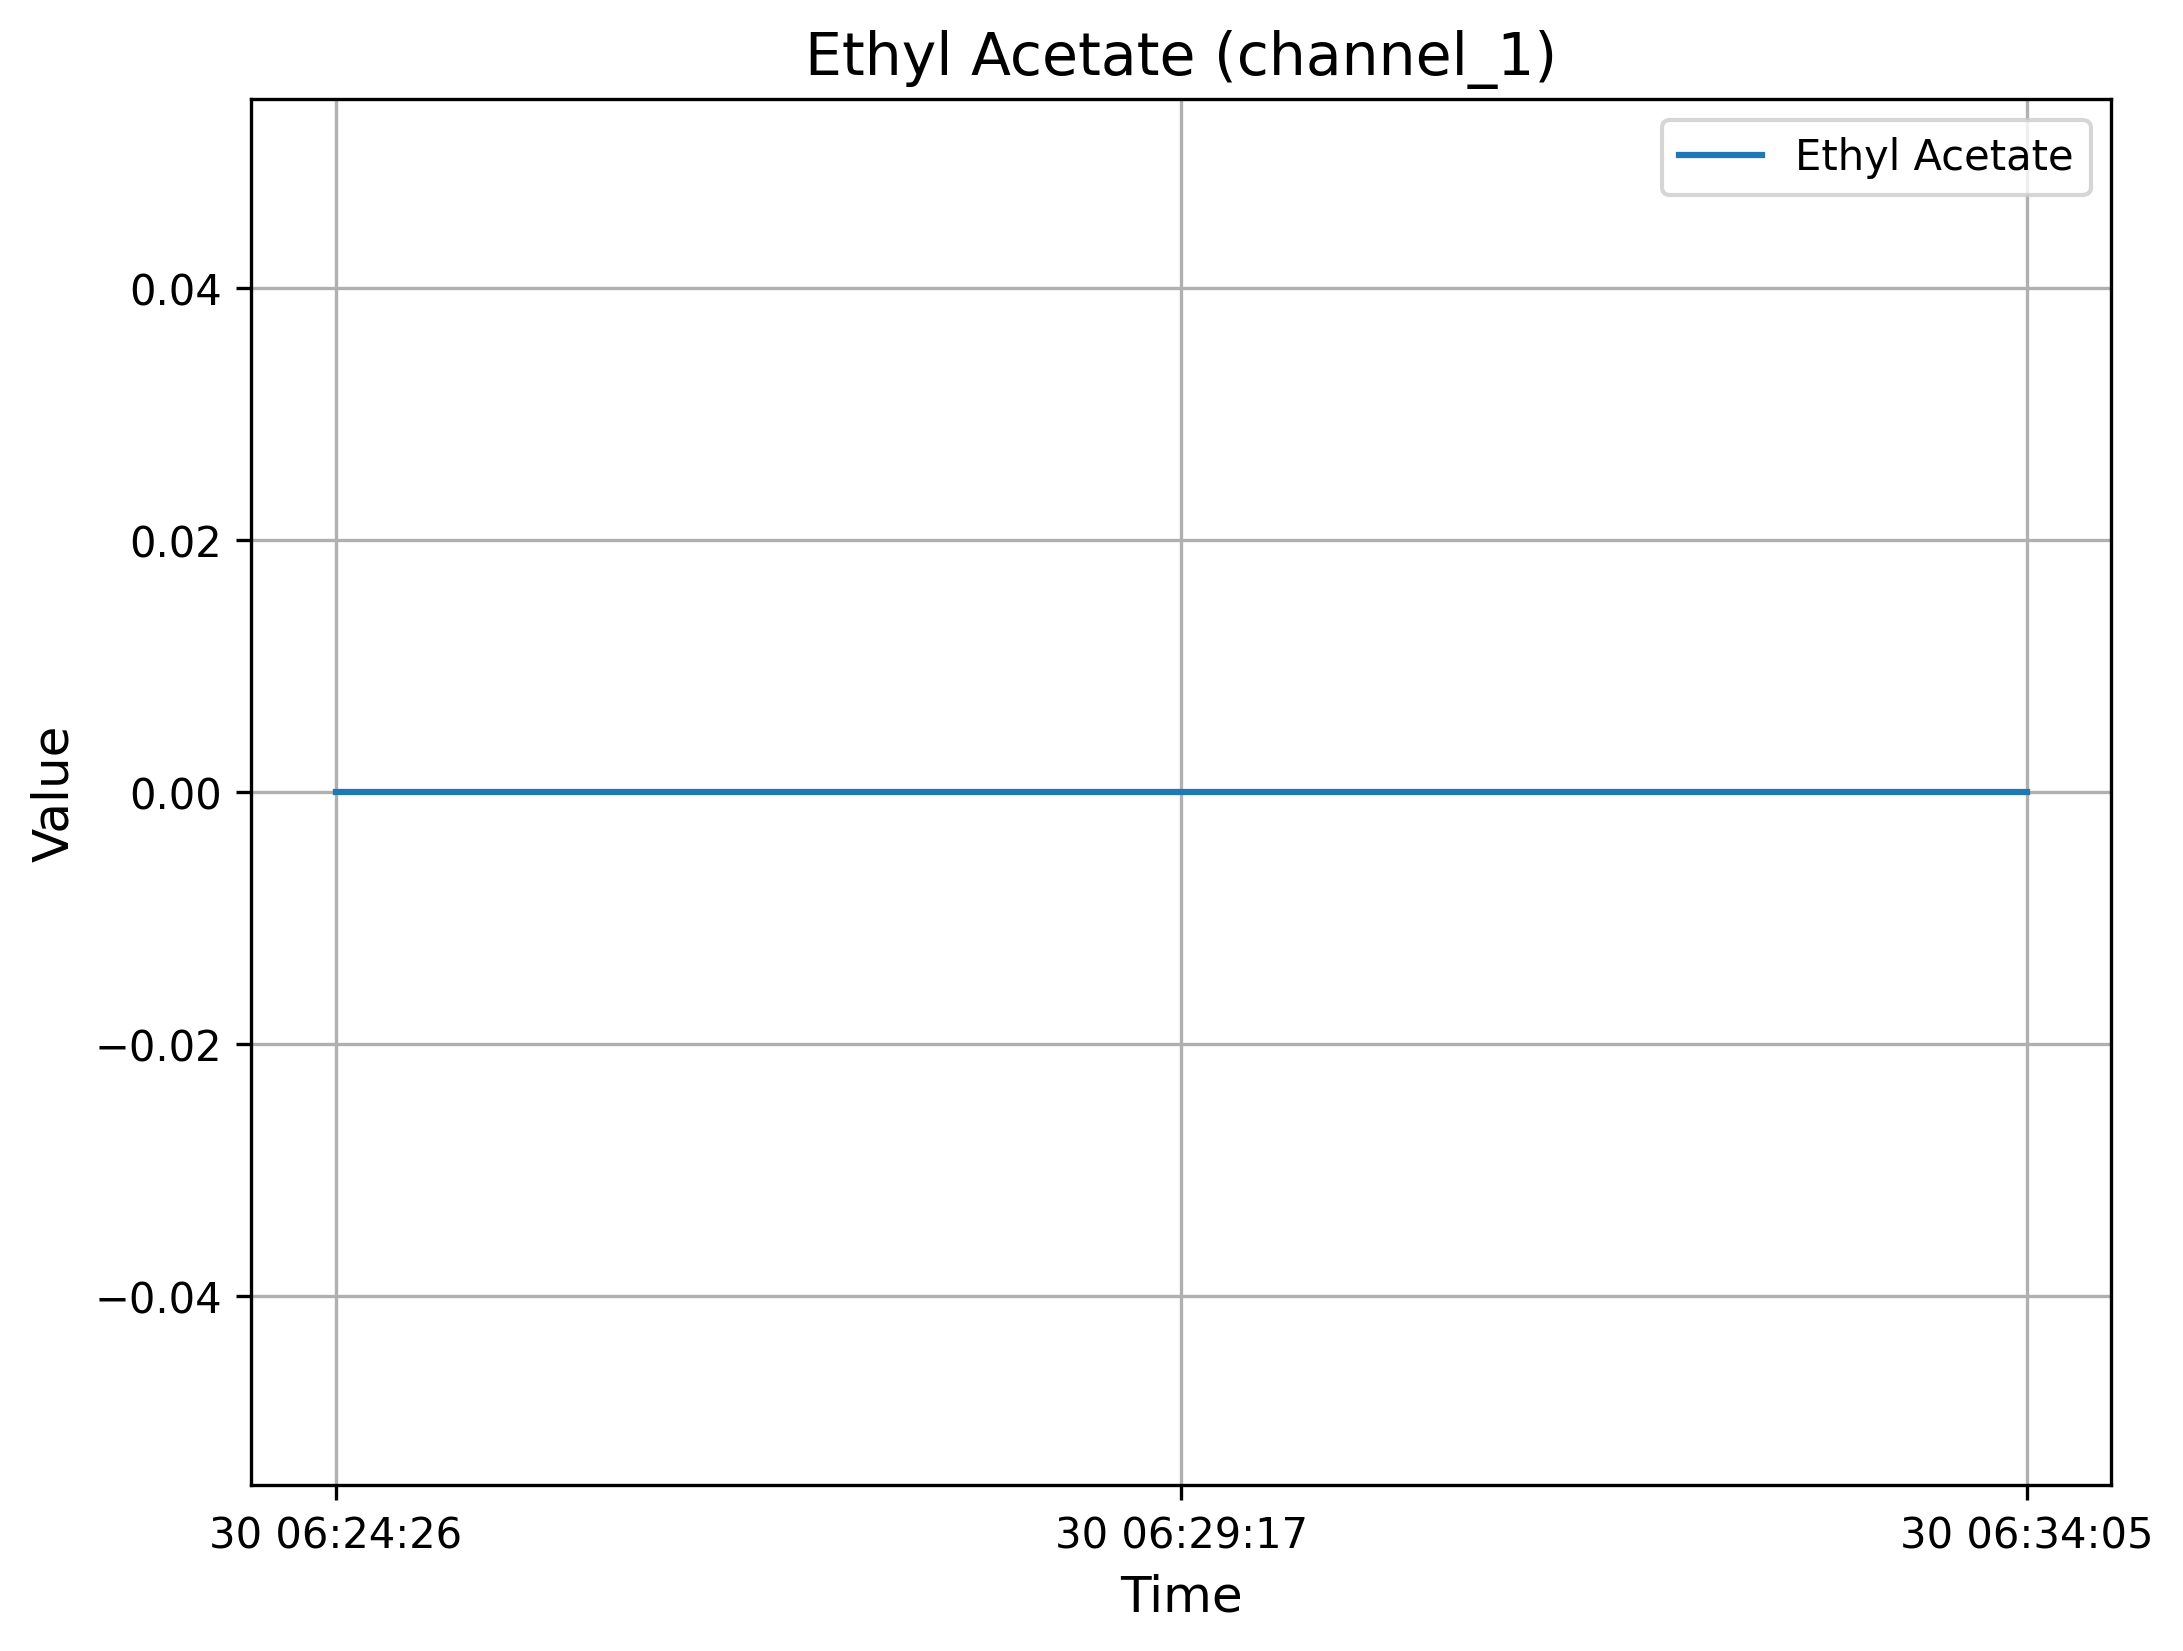 Ethyl Acetate (channel_1)
Ethyl Acetate
0.04
0.02
0.00
−0.02
−0.04
Value
30 06:24:26
30 06:29:17
30 06:34:05
Time